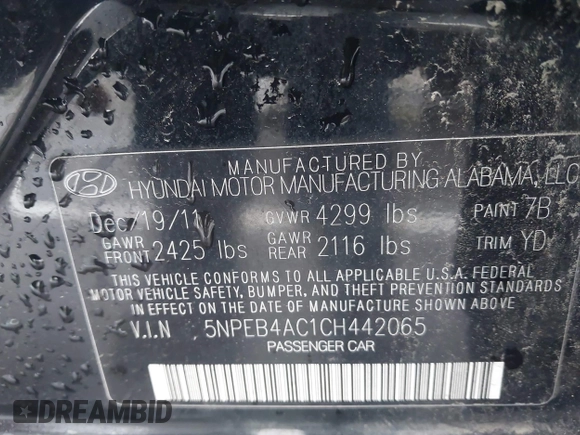 MANUFACTURED BY
HYUNDAI MOTOR MANUFACTURING ALABAMA, LLC
Dec/19/11 GVWR 4299 lbs PAINT 7B
GAWR FRONT 2425 lbs GAWR REAR 2116 lbs TRIM YD
THIS VEHICLE CONFORMS TO ALL APPLICABLE U.S.A. FEDERAL
MOTOR VEHICLE SAFETY, BUMPER, AND THEFT PREVENTION STANDARDS
IN EFFECT ON THE DATE OF MANUFACTURE SHOWN ABOVE.
V.I.N 5NPEB4AC1CH442065
PASSENGER CAR
DREAMBID